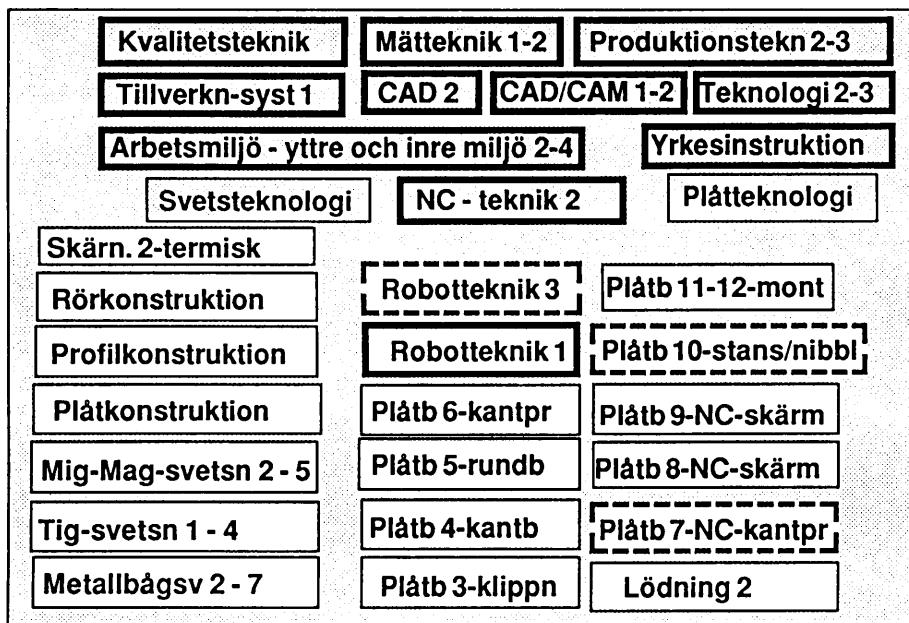 Kvalitetsteknik Mätteknik 1-2 Produktionstekn 2-3
Tillverkn-syst 1 CAD 2 CAD/CAM 1-2 Teknologi 2-3
Arbetsmiljö - yttre och inre miljö 2-4 Yrkesinstruktion
Svetsteknologi NC - teknik 2 Plåtteknologi
Skärn. 2-termisk
Rörkonstruktion Robotteknik 3 Plåtb 11-12-mont
Profilkonstruktion Robotteknik 1 Plåtb 10-stans/nibbl
Plåtkonstruktion Plåtb 6-kantpr Plåtb 9-NC-skärm
Mig-Mag-svetsn 2 - 5 Plåtb 5-rundb Plåtb 8-NC-skärm
Tig-svetsn 1 - 4 Plåtb 4-kantb Plåtb 7-NC-kantpr
Metallbågsv 2 - 7 Plåtb 3-klippn Lödning 2